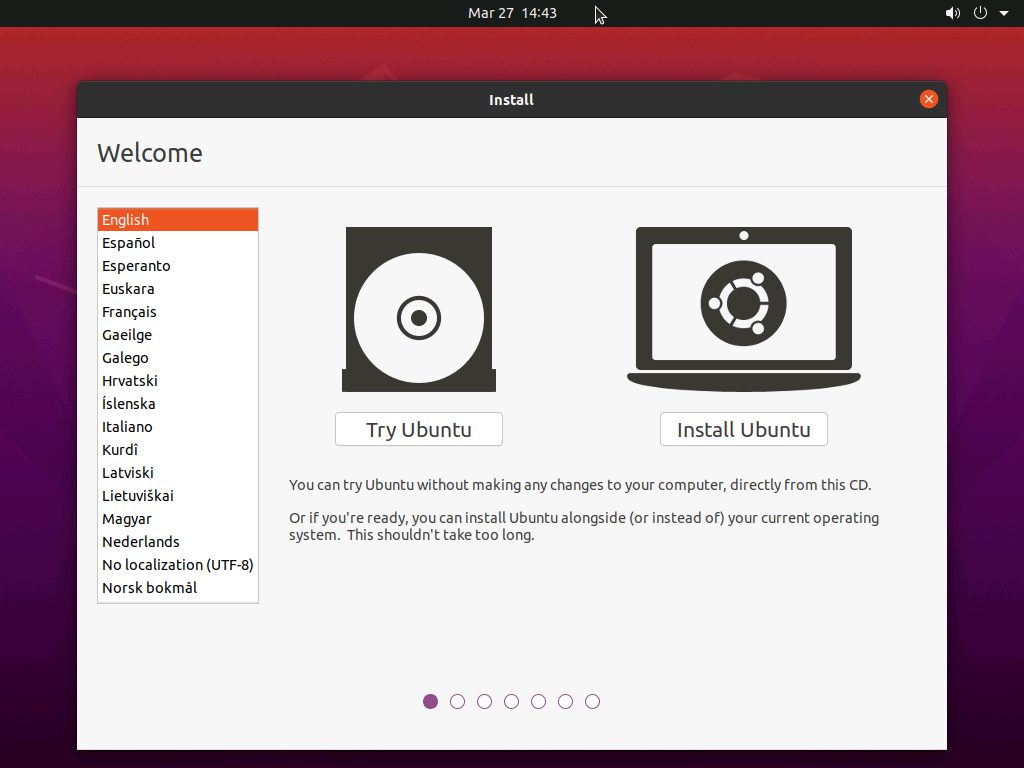 Mar 27 14:43
Install
Welcome
English
Español
Esperanto
Euskara
Français
Gaeilge
Galego
Hrvatski
Íslenska
Italiano
Kurdî
Latviski
Lietuviškai
Magyar
Nederlands
No localization (UTF-8)
Norsk bokmål
Try Ubuntu
Install Ubuntu
You can try Ubuntu without making any changes to your computer, directly from this CD.
Or if you're ready, you can install Ubuntu alongside (or instead of) your current operating
system. This shouldn't take too long.